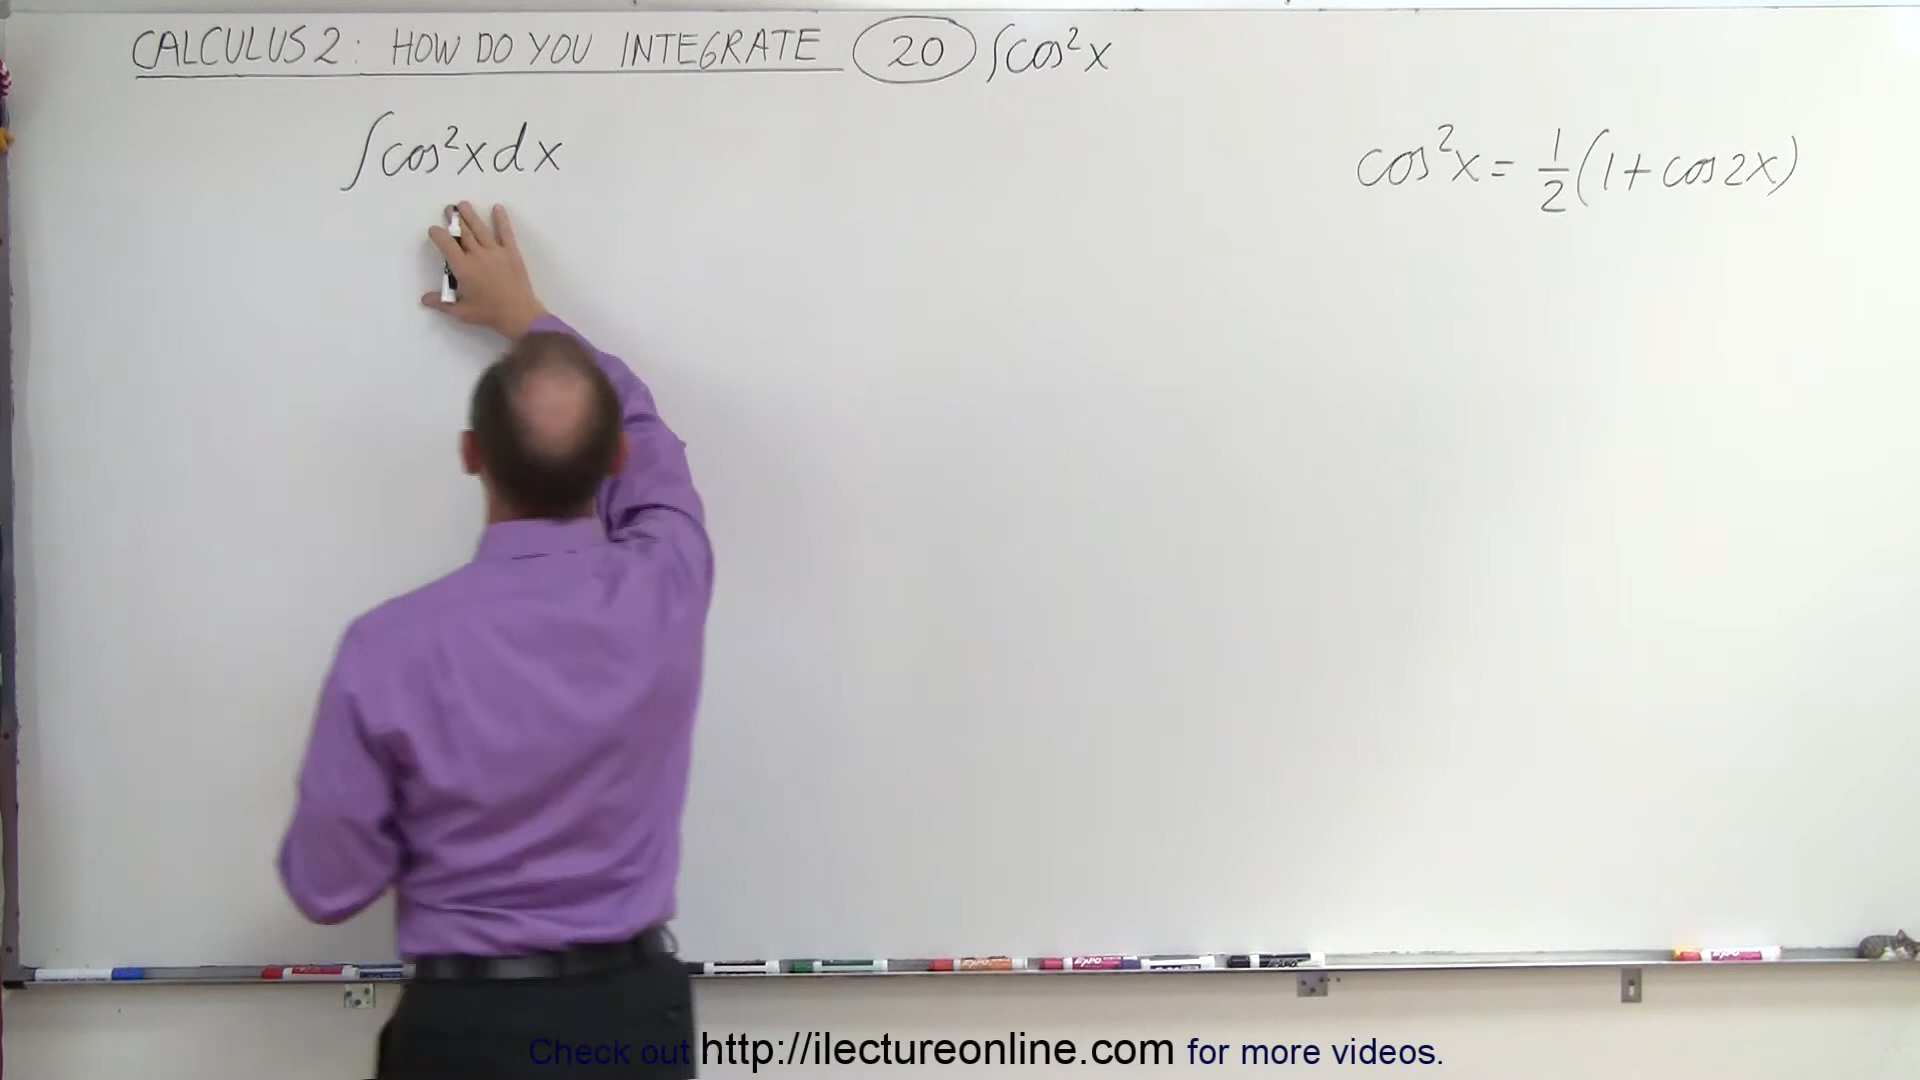 CALCULUS 2: HOW DO YOU INTEGRATE 20 ∫cos²x
∫cos²x dx
cos²x = 1/2 (1 + cos 2x)
Check out http://ilectureonline.com for more videos.